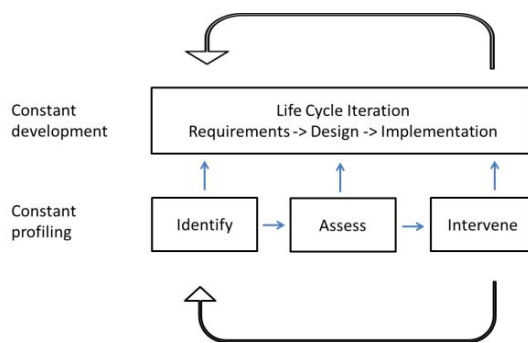 Constant
development
Life Cycle Iteration
Requirements -> Design -> Implementation
Constant
profiling
Identify
Assess
Intervene